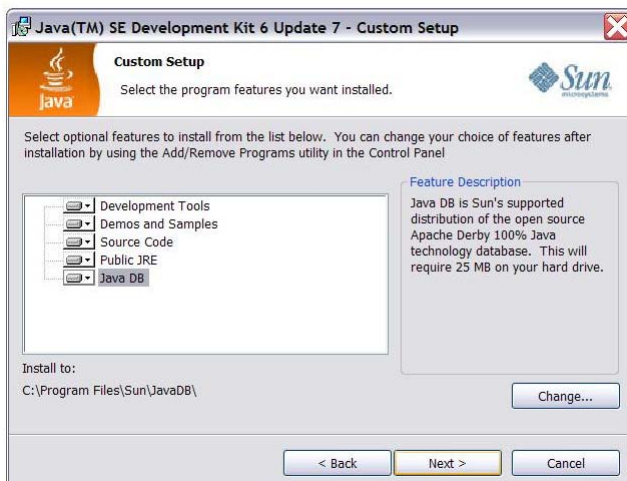 Java(TM) SE Development Kit 6 Update 7 - Custom Setup
Custom Setup
Select the program features you want installed.
Java
Sun
microsystems
Select optional features to install from the list below. You can change your choice of features after
installation by using the Add/Remove Programs utility in the Control Panel
Development Tools
Demos and Samples
Source Code
Public JRE
Java DB
Feature Description
Java DB is Sun's supported
distribution of the open source
Apache Derby 100% Java
technology database. This will
require 25 MB on your hard drive.
Install to:
C:\Program Files\Sun\JavaDB\
Change...
< Back
Next >
Cancel